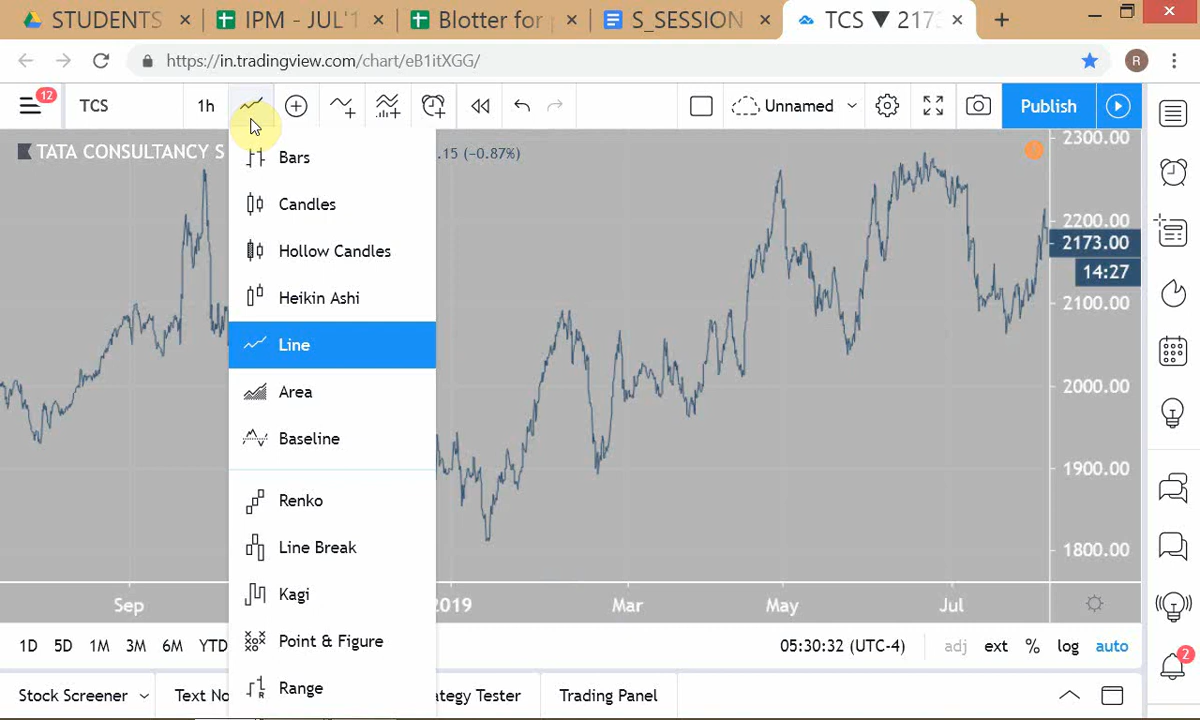 STUDENTS
IPM - JUL'1
Blotter for
S_SESSION
TCS ▼ 2173
https://in.tradingview.com/chart/eB1itXGG/
R
12
TCS
1h
Unnamed
Publish
TATA CONSULTANCY S
.15 (−0.87%)
Bars
Candles
Hollow Candles
Heikin Ashi
Line
Area
Baseline
Renko
Line Break
Kagi
Point & Figure
Range
2300.00
2200.00
2173.00
14:27
2100.00
2000.00
1900.00
1800.00
Sep
2019
Mar
May
Jul
1D 5D 1M 3M 6M YTD
05:30:32 (UTC-4)
adj ext % log auto
2
Stock Screener
Text No
ategy Tester
Trading Panel